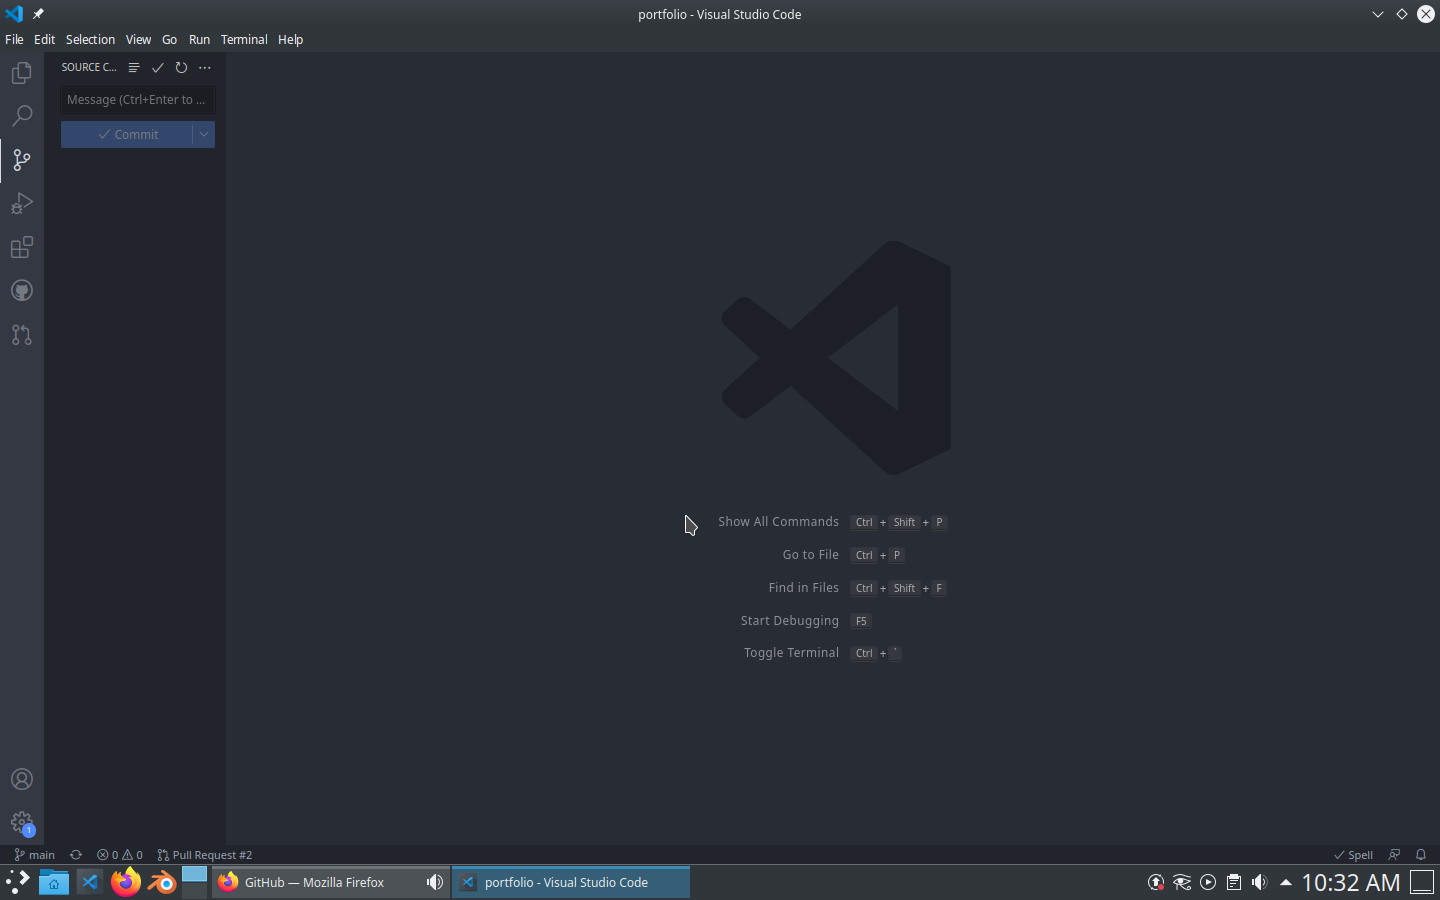 portfolio - Visual Studio Code
File Edit Selection View Go Run Terminal Help
SOURCE C...
Message (Ctrl+Enter to ...
Commit
Show All Commands Ctrl + Shift + P
Go to File Ctrl + P
Find in Files Ctrl + Shift + F
Start Debugging F5
Toggle Terminal Ctrl + `
1
main 0 0 Pull Request #2 Spell
GitHub — Mozilla Firefox portfolio - Visual Studio Code 10:32 AM